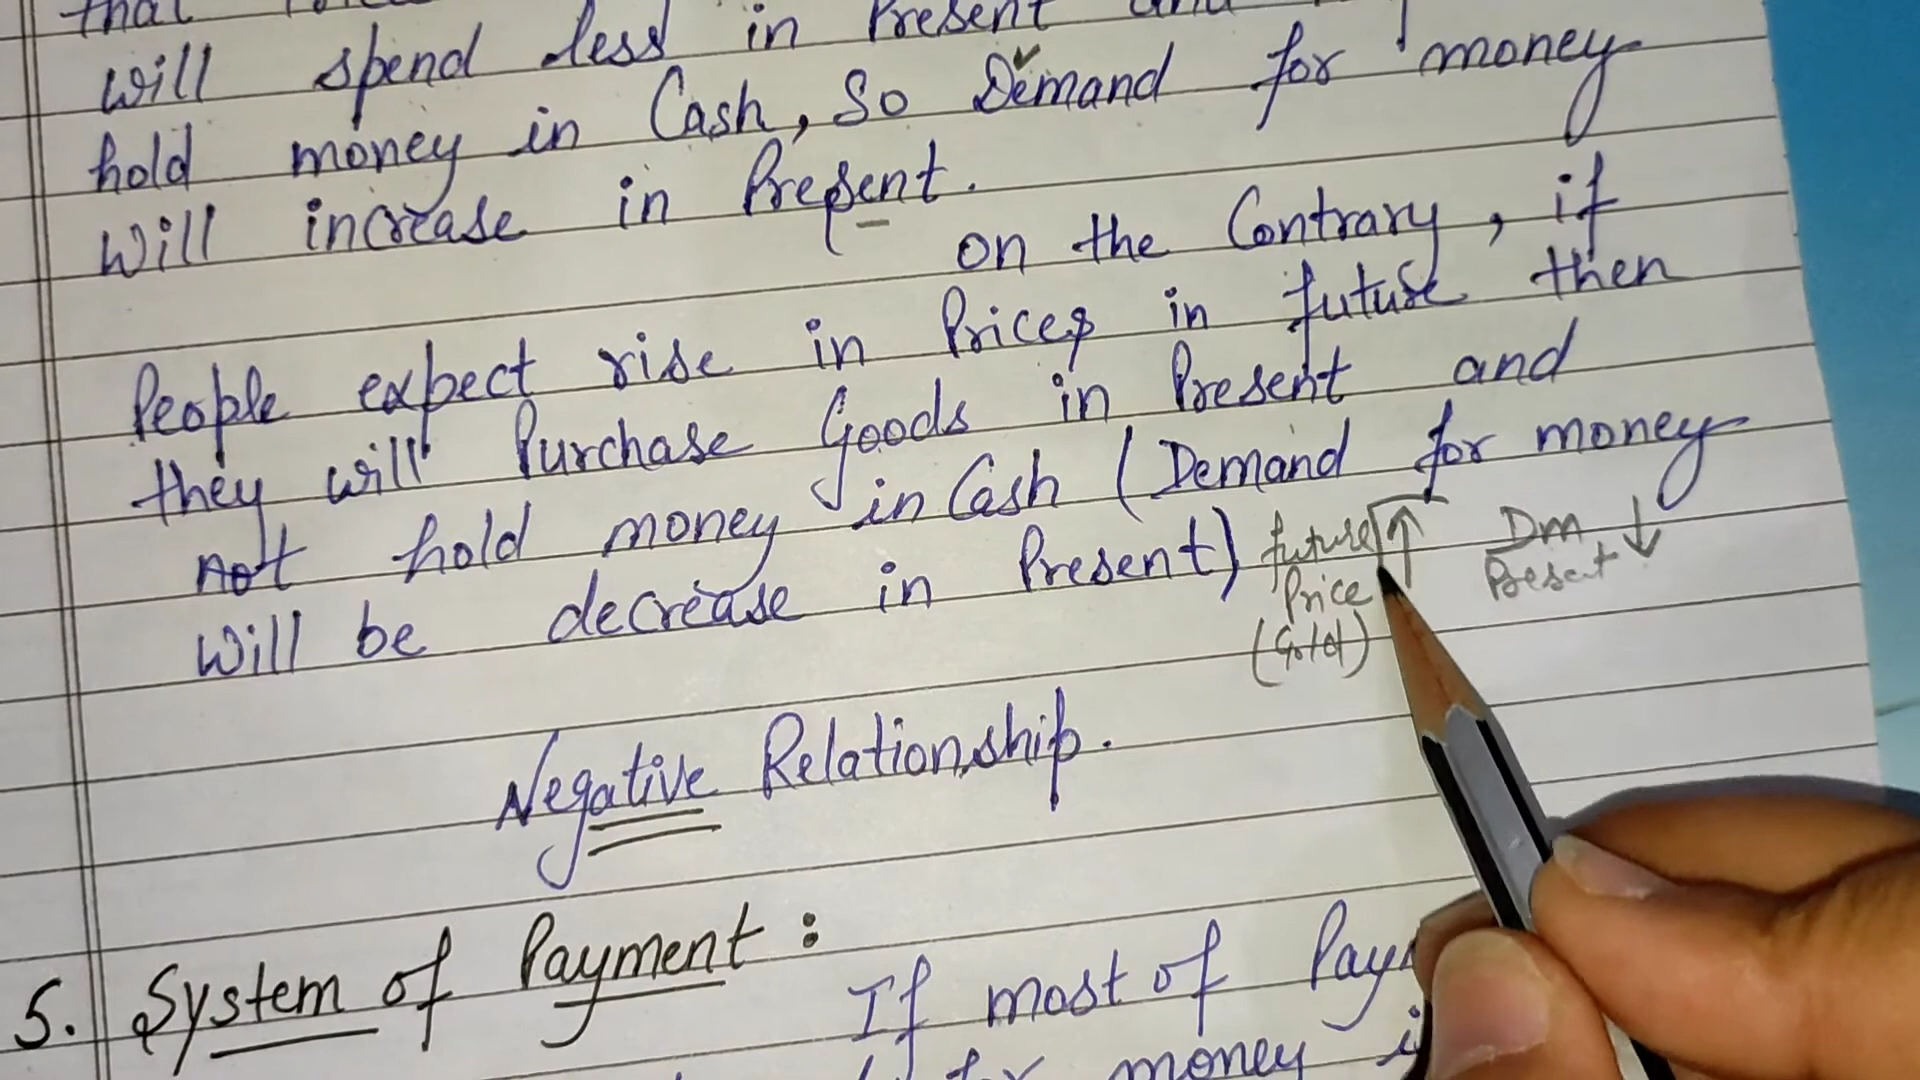 that
will spend less in Present and
hold money in Cash, So Demand for money
will increase in Present.
on the Contrary, if
People expect rise in Prices in future then
they will Purchase Goods in Present and
not hold money in Cash (Demand for money
will be decrease in Present) future ↑ Dm ↓
Price Present
(Gold)
Negative Relationship.
5. System of Payment :
If most of Paym
for money i